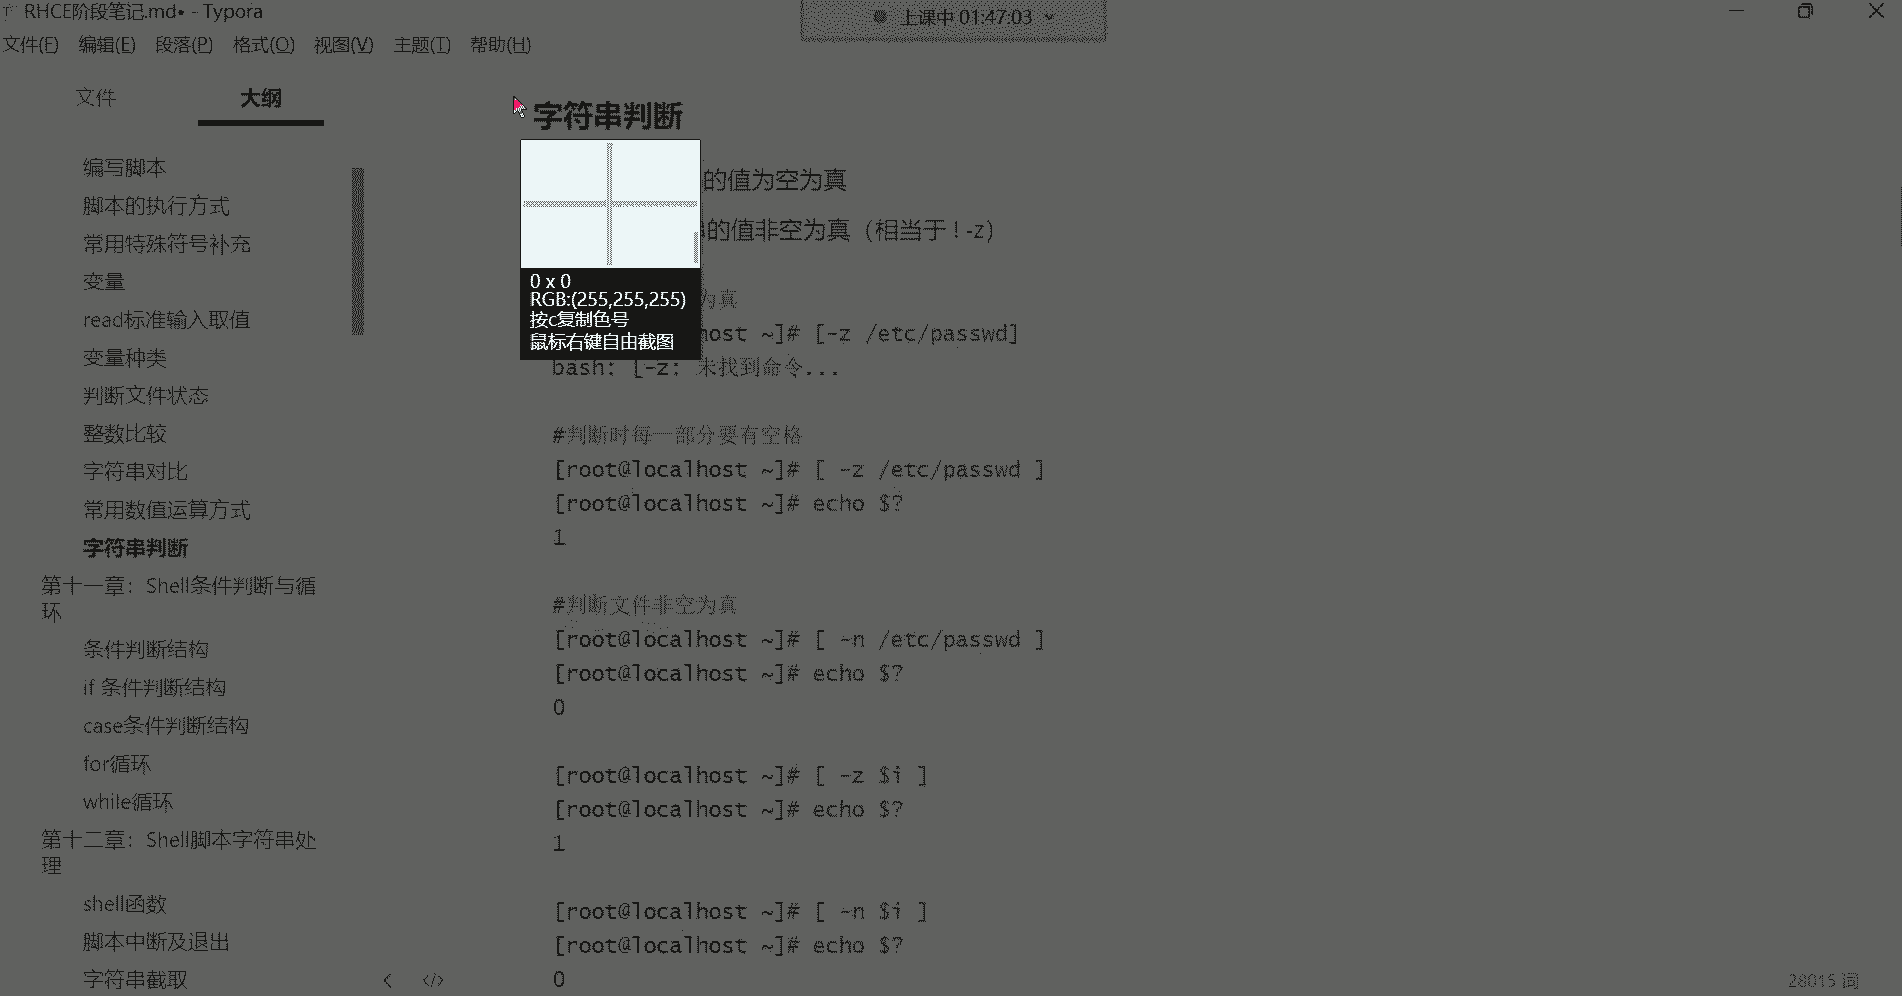 RHCE阶段笔记.md• - Typora
上课中 01:47:03
文件(F) 编辑(E) 段落(P) 格式(O) 视图(V) 主题(T) 帮助(H)
文件 大纲
编写脚本
脚本的执行方式
常用特殊符号补充
变量
read标准输入取值
变量种类
判断文件状态
整数比较
字符串对比
常用数值运算方式
字符串判断
第十一章：Shell条件判断与循
环
条件判断结构
if 条件判断结构
case条件判断结构
for循环
while循环
第十二章：Shell脚本字符串处
理
shell函数
脚本中断及退出
字符串截取
字符串判断
的值为空为真
的值非空为真（相当于 ! -z）
0 x 0
RGB:(255,255,255)
按c复制色号
鼠标右键自由截图
为真
host ~]# [-z /etc/passwd]
bash: [-z: 未找到命令...
#判断时每一部分要有空格
[root@localhost ~]# [ -z /etc/passwd ]
[root@localhost ~]# echo $?
1
#判断文件非空为真
[root@localhost ~]# [ -n /etc/passwd ]
[root@localhost ~]# echo $?
0
[root@localhost ~]# [ -z $i ]
[root@localhost ~]# echo $?
1
[root@localhost ~]# [ -n $i ]
[root@localhost ~]# echo $?
0
28015 词